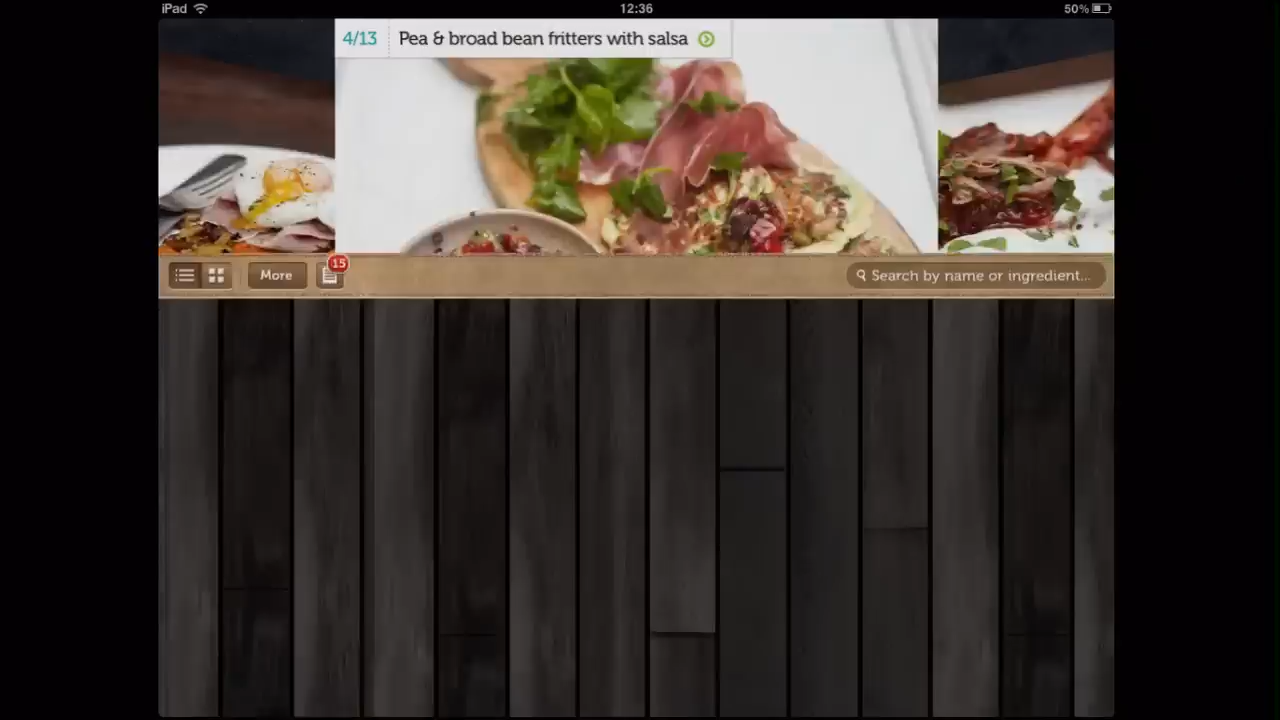 iPad
12:36
50%
4/13 Pea & broad bean fritters with salsa
More
15
Search by name or ingredient...